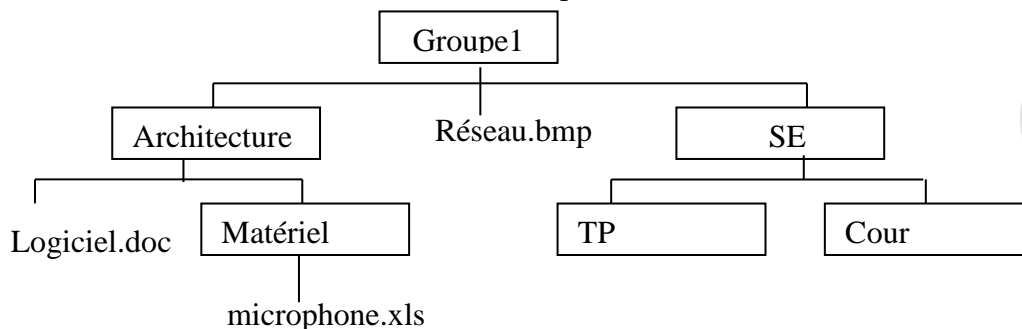 Groupe1
Architecture
Réseau.bmp
SE
Logiciel.doc
Matériel
TP
Cour
microphone.xls